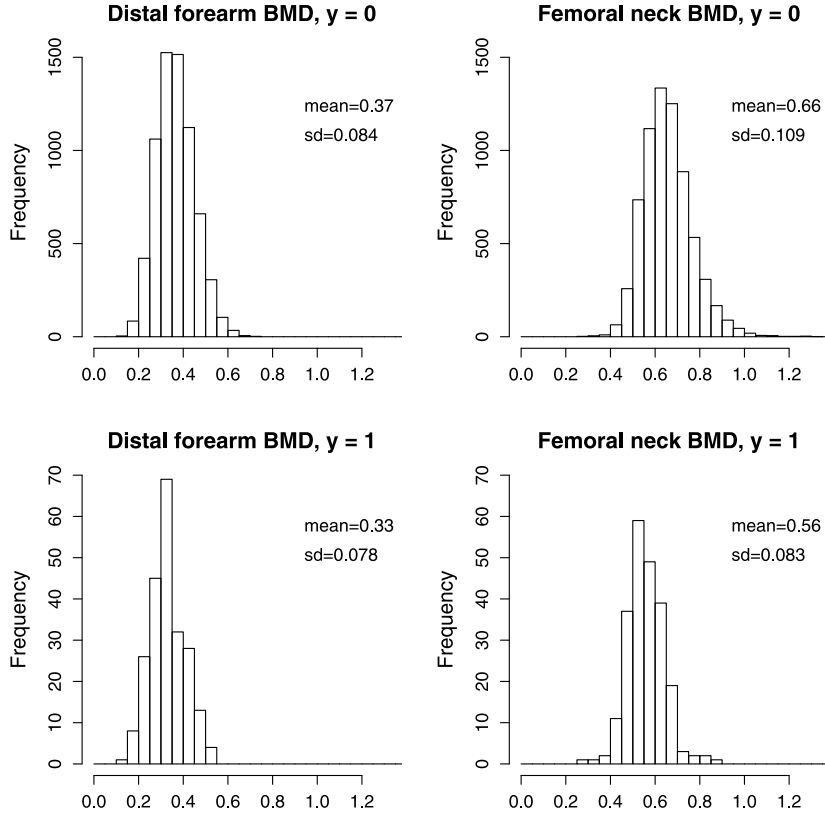 Distal forearm BMD, y = 0
Frequency
0
500
1000
1500
mean=0.37
sd=0.084
0.0 0.2 0.4 0.6 0.8 1.0 1.2
Femoral neck BMD, y = 0
Frequency
0
500
1000
1500
mean=0.66
sd=0.109
0.0 0.2 0.4 0.6 0.8 1.0 1.2
Distal forearm BMD, y = 1
Frequency
0
10
20
30
40
50
60
70
mean=0.33
sd=0.078
0.0 0.2 0.4 0.6 0.8 1.0 1.2
Femoral neck BMD, y = 1
Frequency
0
10
20
30
40
50
60
70
mean=0.56
sd=0.083
0.0 0.2 0.4 0.6 0.8 1.0 1.2